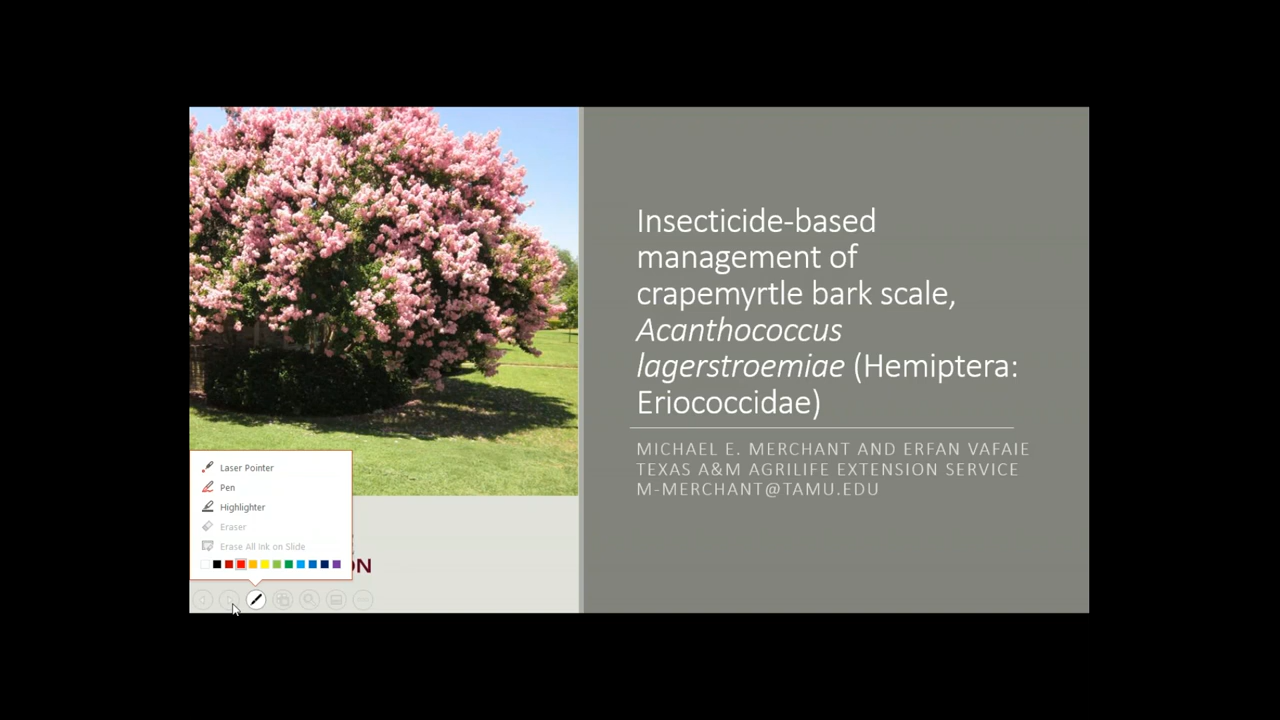 Insecticide-based
management of
crapemyrtle bark scale,
Acanthococcus
lagerstroemiae (Hemiptera:
Eriococcidae)
MICHAEL E. MERCHANT AND ERFAN VAFAIE
TEXAS A&M AGRILIFE EXTENSION SERVICE
M-MERCHANT@TAMU.EDU
Laser Pointer
Pen
Highlighter
Eraser
Erase All Ink on Slide
ON